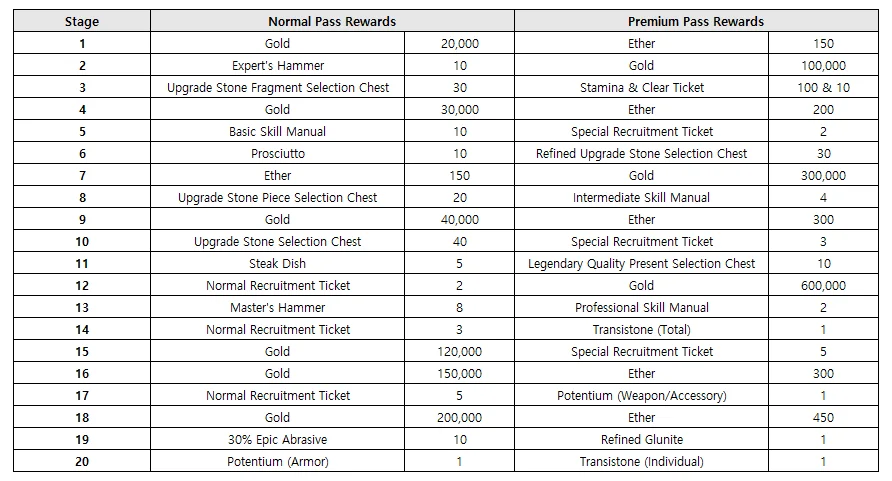 Stage Normal Pass Rewards Premium Pass Rewards
1 Gold 20,000 Ether 150
2 Expert's Hammer 10 Gold 100,000
3 Upgrade Stone Fragment Selection Chest 30 Stamina & Clear Ticket 100 & 10
4 Gold 30,000 Ether 200
5 Basic Skill Manual 10 Special Recruitment Ticket 2
6 Prosciutto 10 Refined Upgrade Stone Selection Chest 30
7 Ether 150 Gold 300,000
8 Upgrade Stone Piece Selection Chest 20 Intermediate Skill Manual 4
9 Gold 40,000 Ether 300
10 Upgrade Stone Selection Chest 40 Special Recruitment Ticket 3
11 Steak Dish 5 Legendary Quality Present Selection Chest 10
12 Normal Recruitment Ticket 2 Gold 600,000
13 Master's Hammer 8 Professional Skill Manual 2
14 Normal Recruitment Ticket 3 Transistone (Total) 1
15 Gold 120,000 Special Recruitment Ticket 5
16 Gold 150,000 Ether 300
17 Normal Recruitment Ticket 5 Potentium (Weapon/Accessory) 1
18 Gold 200,000 Ether 450
19 30% Epic Abrasive 10 Refined Glunite 1
20 Potentium (Armor) 1 Transistone (Individual) 1